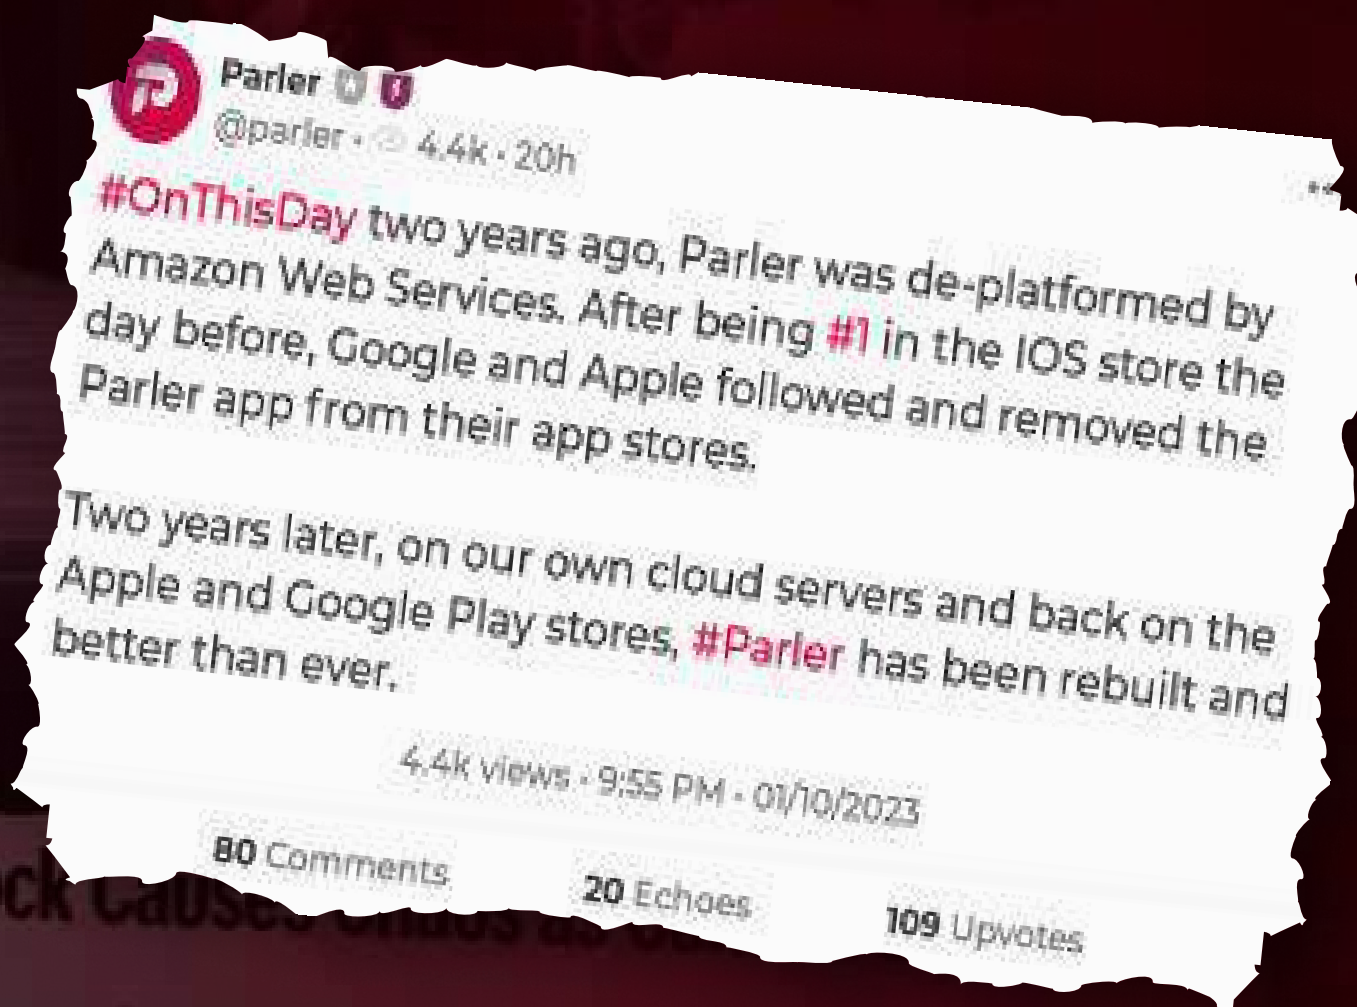 Parler
@parler · 4.4k · 20h
#OnThisDay two years ago, Parler was de-platformed by
Amazon Web Services. After being #1 in the IOS store the
day before, Google and Apple followed and removed the
Parler app from their app stores.
Two years later, on our own cloud servers and back on the
Apple and Google Play stores, #Parler has been rebuilt and
better than ever.
4.4k views · 9:55 PM · 01/10/2023
80 Comments 20 Echoes 109 Upvotes
ck Causes Chaos as